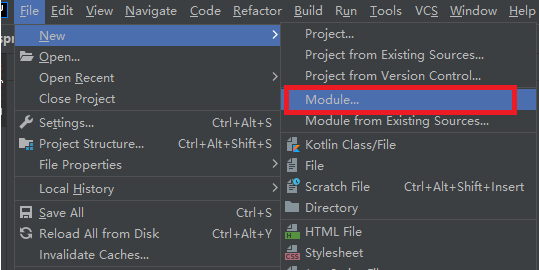 File Edit View Navigate Code Refactor Build Run Tools VCS Window Help
New
Open...
Open Recent
Close Project
Settings... Ctrl+Alt+S
Project Structure... Ctrl+Alt+Shift+S
File Properties
Local History
Save All Ctrl+S
Reload All from Disk Ctrl+Alt+Y
Invalidate Caches...
Project...
Project from Existing Sources...
Project from Version Control...
Module...
Module from Existing Sources...
Kotlin Class/File
File
Scratch File Ctrl+Alt+Shift+Insert
Directory
HTML File
Stylesheet